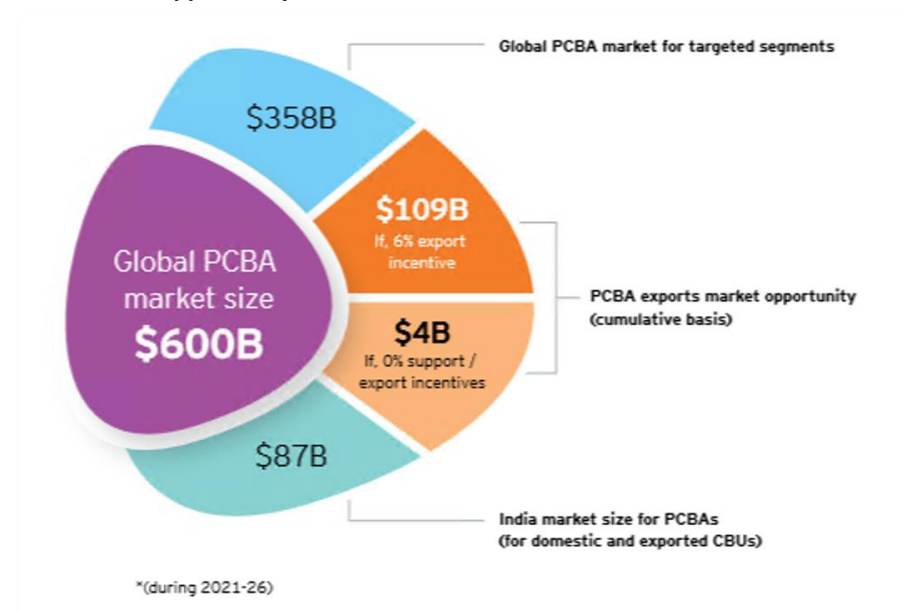 Global PCBA market for targeted segments
$358B
$109B
If, 6% export
incentive
Global PCBA
market size
$600B
PCBA exports market opportunity
(cumulative basis)
$4B
If, 0% support /
export incentives
$87B
India market size for PCBAs
(for domestic and exported CBUs)
*(during 2021-26)